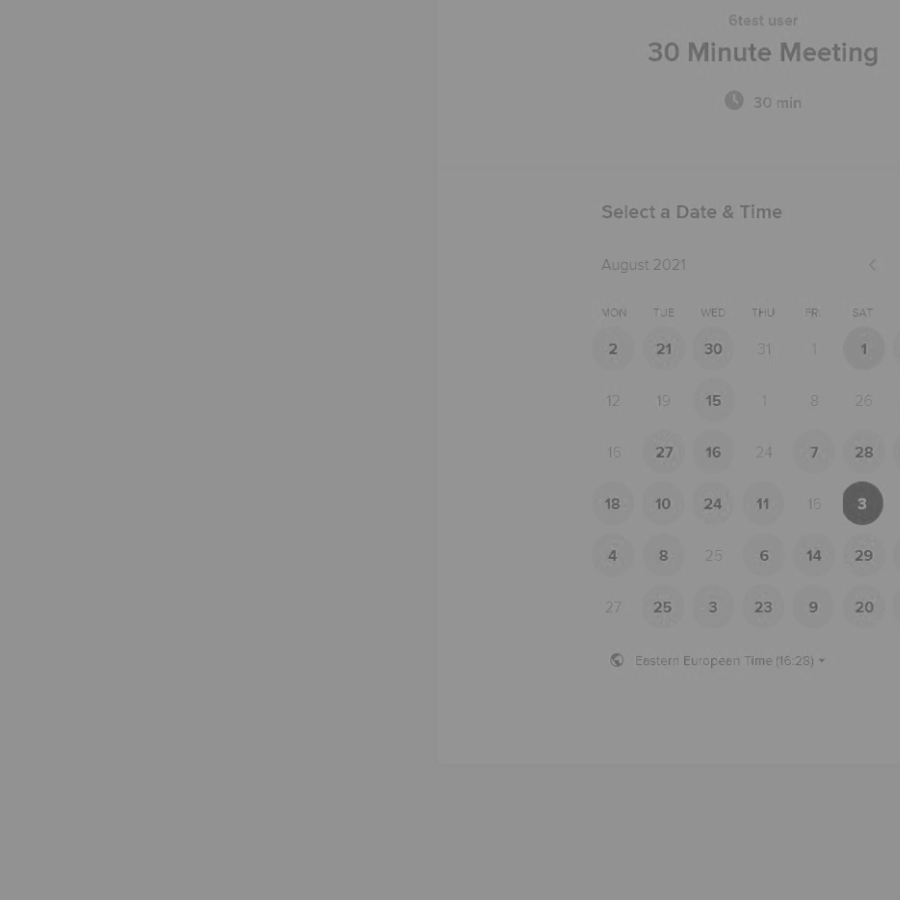 6test user
30 Minute Meeting
30 min
Select a Date & Time
August 2021
MON TUE WED THU FRI SAT
2 21 30 31 1 1
12 19 15 1 8 26
16 27 16 24 7 28
18 10 24 11 16 3
4 8 25 6 14 29
27 25 3 23 9 20
Eastern European Time (16:28)